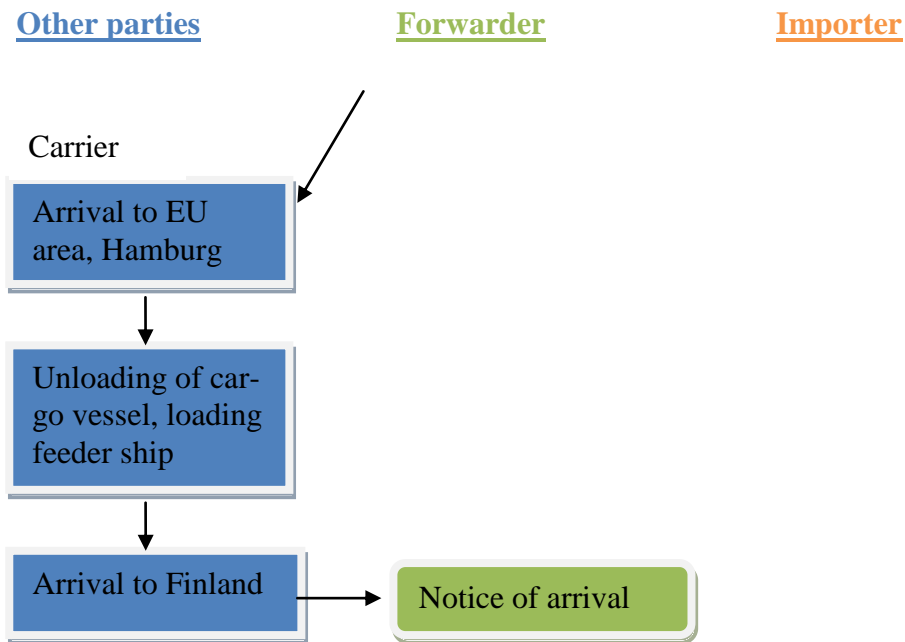 Other parties
Forwarder
Importer
Carrier
Arrival to EU
area, Hamburg
Unloading of car-
go vessel, loading
feeder ship
Arrival to Finland
Notice of arrival